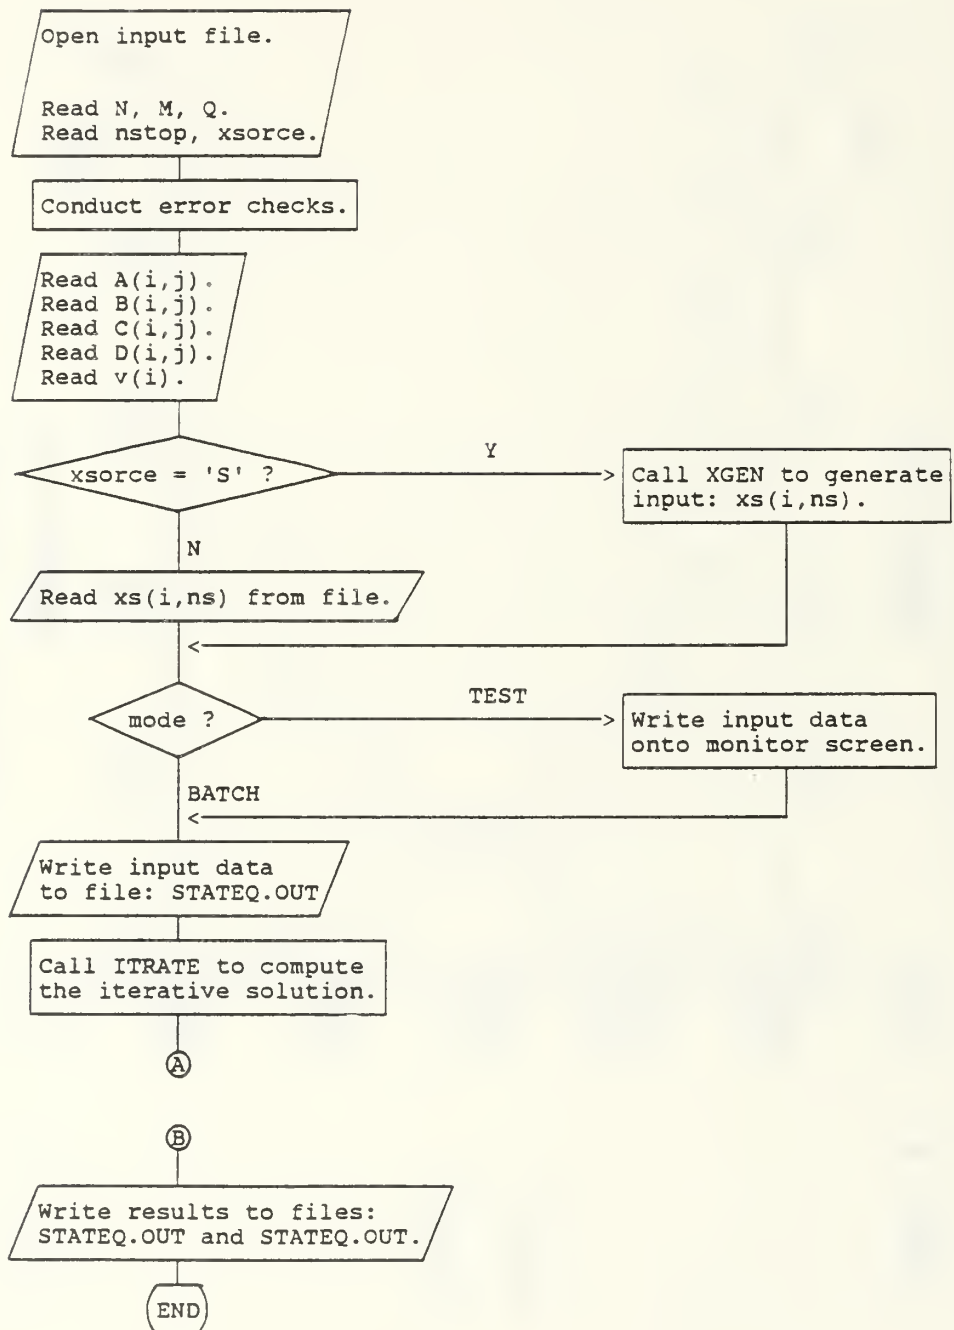 Open input file.
Read N, M, Q.
Read nstop, xsorce.
Conduct error checks.
Read A(i,j).
Read B(i,j).
Read C(i,j).
Read D(i,j).
Read v(i).
xsorce = 'S' ?
Y
Call XGEN to generate
input: xs(i,ns).
N
Read xs(i,ns) from file.
mode ?
TEST
Write input data
onto monitor screen.
BATCH
Write input data
to file: STATEQ.OUT
Call ITRATE to compute
the iterative solution.
A
B
Write results to files:
STATEQ.OUT and STATEQ.OUT.
END